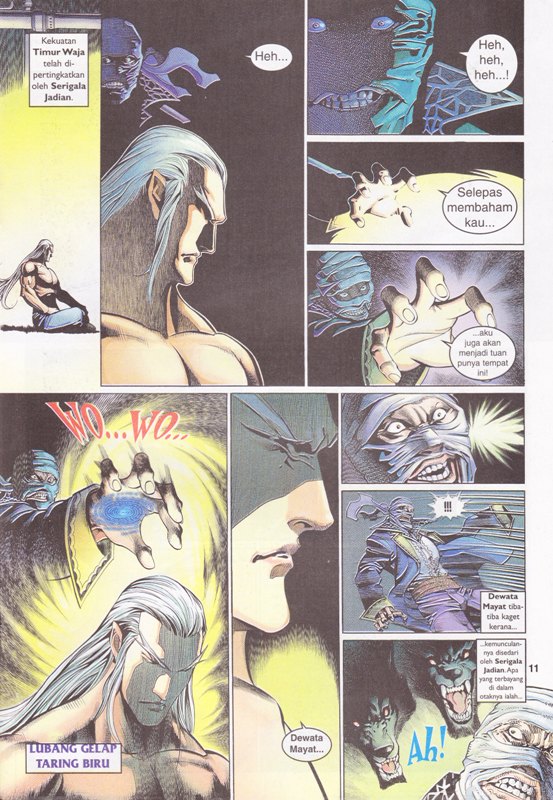 Kekuatan
Timur Waja
telah di-
pertingkatkan
oleh Serigala
Jadian.
Heh...
Heh,
heh,
heh...!
Selepas
membaham
kau...
...aku
juga akan
menjadi tuan
punya tempat
ini!
WO...WO...
LUBANG GELAP
TARING BIRU
Dewata
Mayat...
!!!
Dewata
Mayat tiba-
tiba kaget
kerana...
...kemunculan-
nya disedari
oleh Serigala
Jadian. Apa
yang terbayang
di dalam
otaknya ialah...
Ah!
11